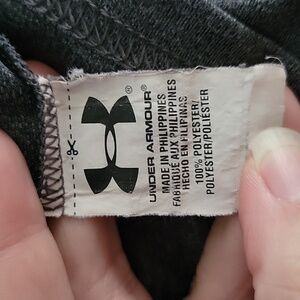 UNDER ARMOUR®
MADE IN PHILIPPINES
FABRIQUÉ AUX PHILIPPINES
HECHO EN FILIPINAS
100% POLYESTER/
POLYESTER/POLIESTER